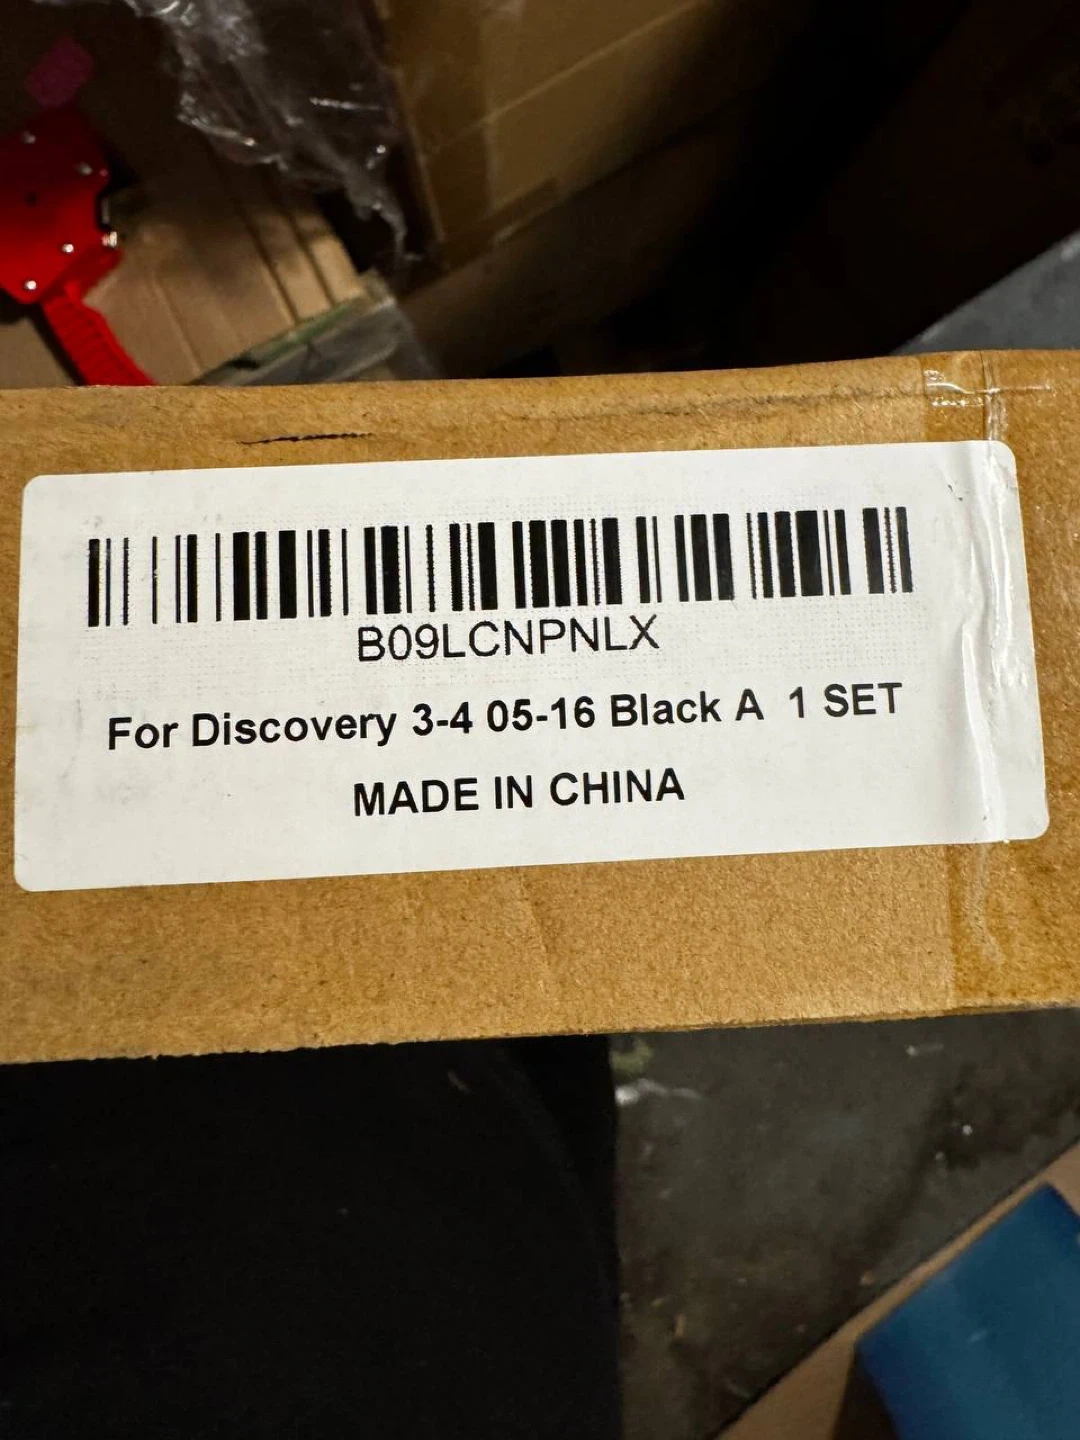 B09LCNPNLX
For Discovery 3-4 05-16 Black A 1 SET
MADE IN CHINA